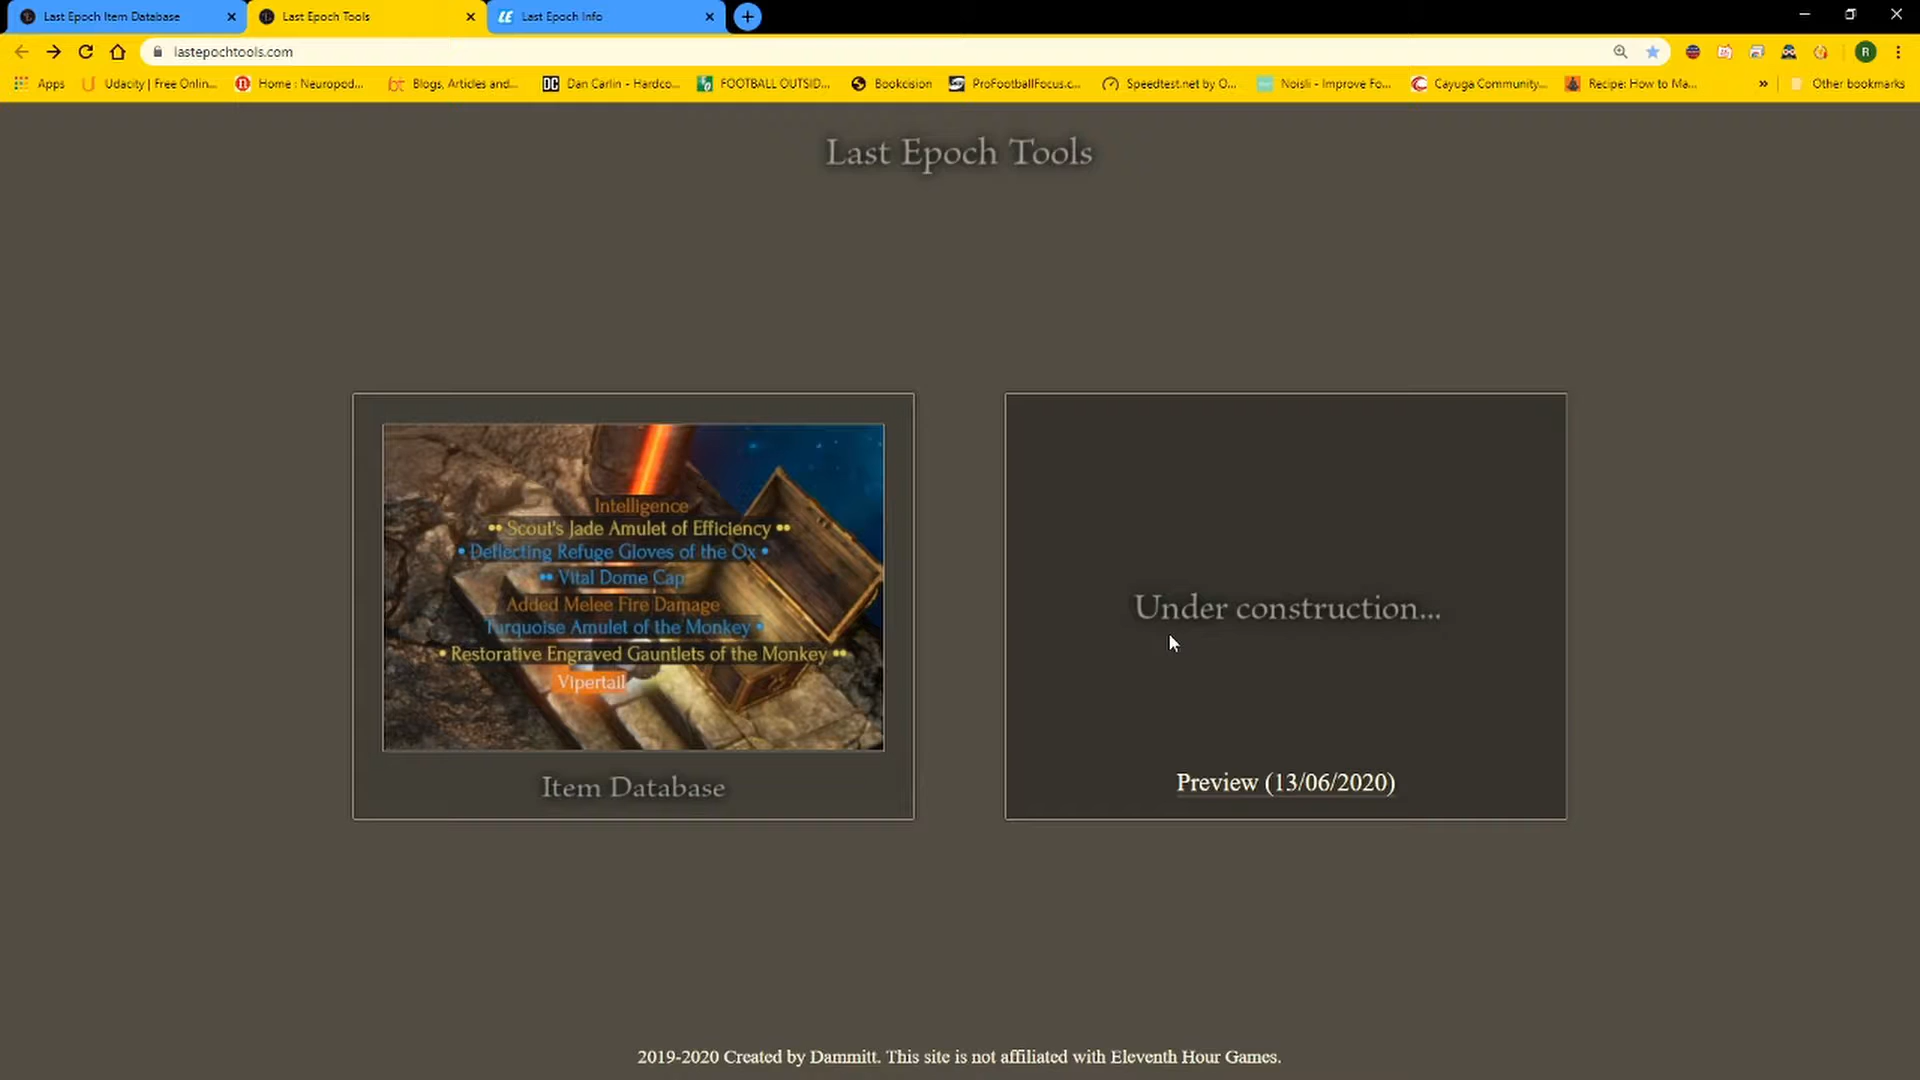 Last Epoch Item Database
Last Epoch Tools
LE Last Epoch Info
lastepochtools.com
R
Apps
Udacity | Free Onlin...
Home : Neuropod...
Blogs, Articles and...
DC Dan Carlin - Hardco...
FOOTBALL OUTSID...
Bookcision
ProFootballFocus.c...
Speedtest.net by O...
Noisli - Improve Fo...
Cayuga Community...
Recipe: How to Ma...
»
Other bookmarks
Last Epoch Tools
Intelligence
•• Scout's Jade Amulet of Efficiency ••
• Deflecting Refuge Gloves of the Ox •
•• Vital Dome Cap
Added Melee Fire Damage
Turquoise Amulet of the Monkey •
• Restorative Engraved Gauntlets of the Monkey ••
Vipertail
Item Database
Under construction...
Preview (13/06/2020)
2019-2020 Created by Dammitt. This site is not affiliated with Eleventh Hour Games.